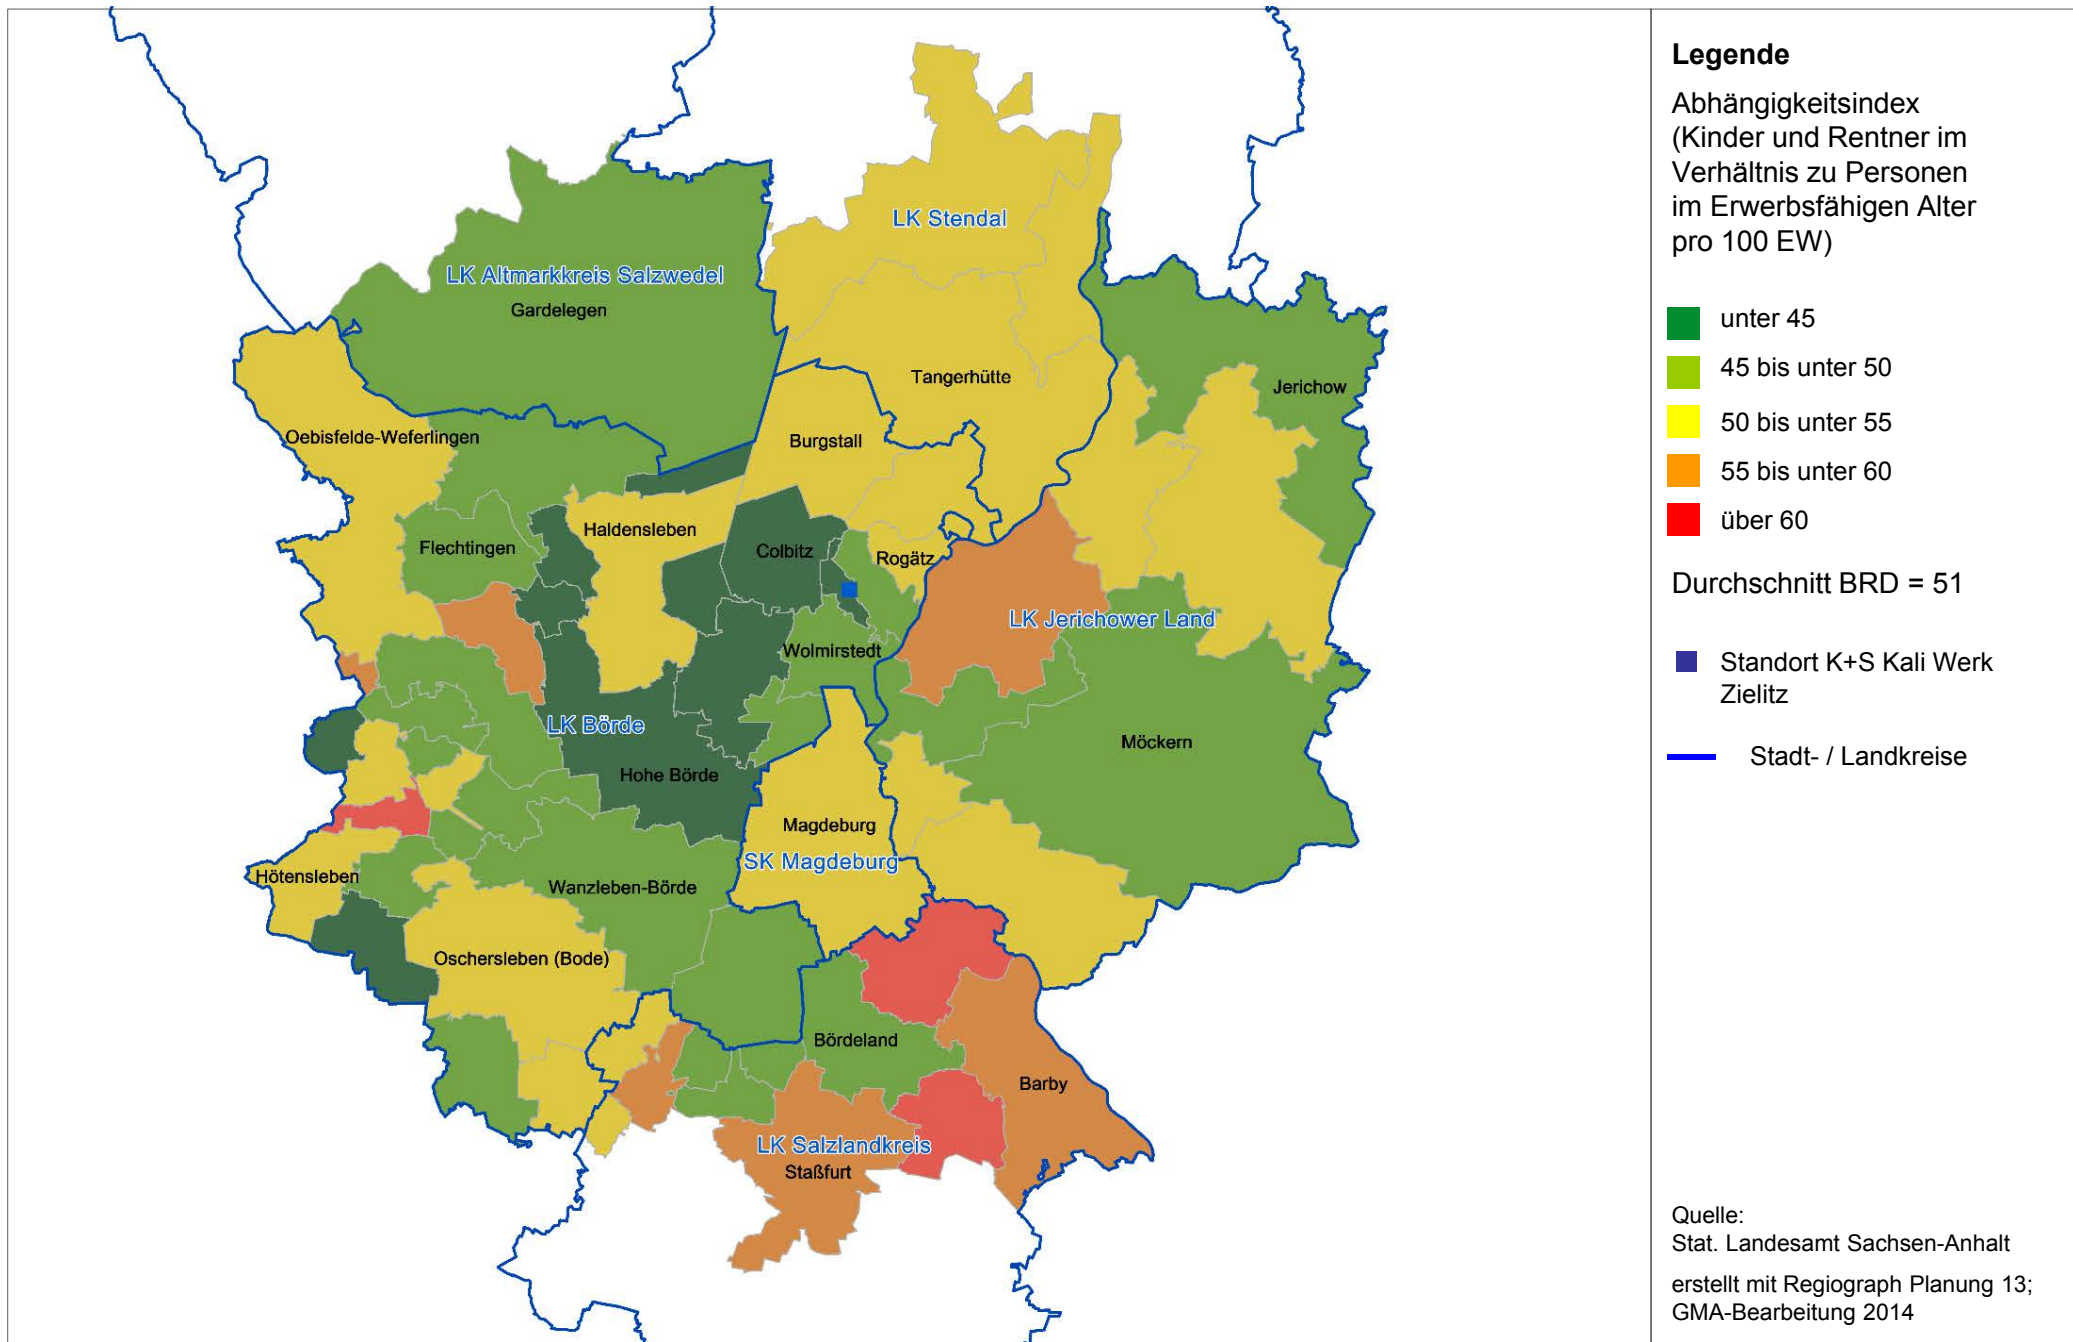 LK Stendal
LK Altmarkkreis Salzwedel
Gardelegen
Tangerhütte
Jerichow
Oebisfelde-Weferlingen
Burgstall
Haldensleben
Flechtingen
Colbitz
Rogätz
LK Jerichower Land
Wolmirstedt
LK Börde
Möckern
Hohe Börde
Magdeburg
SK Magdeburg
Hötensleben
Wanzleben-Börde
Oschersleben (Bode)
Bördeland
Barby
LK Salzlandkreis
Staßfurt
Legende
Abhängigkeitsindex
(Kinder und Rentner im
Verhältnis zu Personen
im Erwerbsfähigen Alter
pro 100 EW)
unter 45
45 bis unter 50
50 bis unter 55
55 bis unter 60
über 60
Durchschnitt BRD = 51
Standort K+S Kali Werk
Zielitz
Stadt- / Landkreise
Quelle:
Stat. Landesamt Sachsen-Anhalt
erstellt mit Regiograph Planung 13;
GMA-Bearbeitung 2014